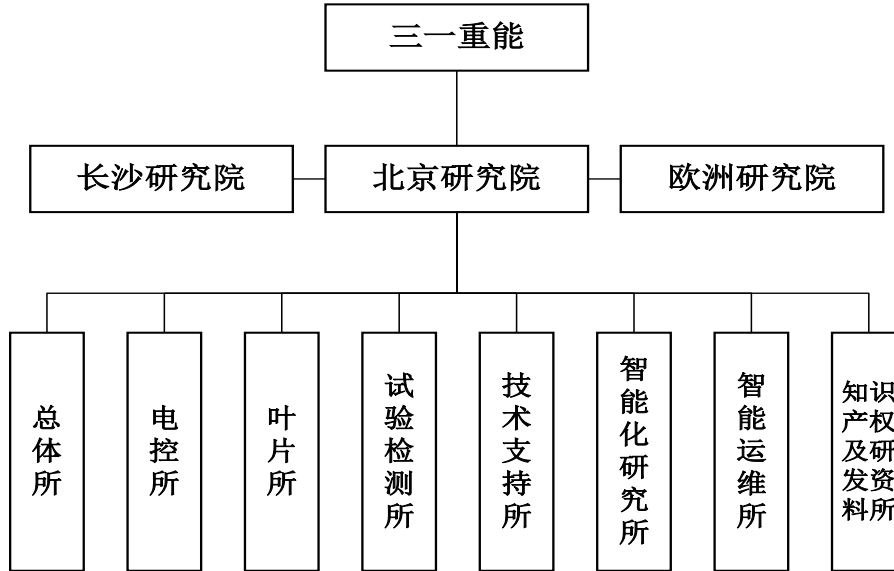 三一重能
长沙研究院
北京研究院
欧洲研究院
总体所
电控所
叶片所
试验检测所
技术支持所
智能化研究所
智能运维所
知识
产权
及研
发资
料所